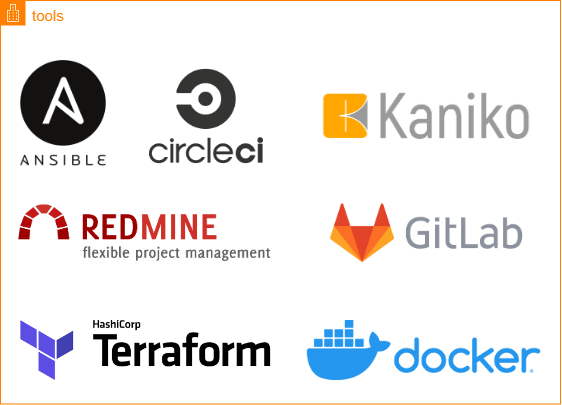 tools
ANSIBLE
circleci
Kaniko
REDMINE
flexible project management
GitLab
HashiCorp
Terraform
docker